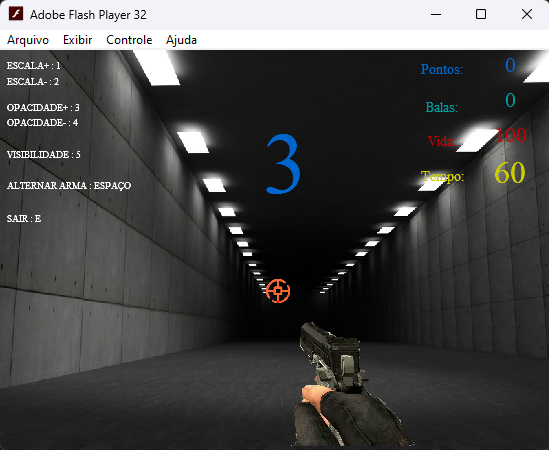 Adobe Flash Player 32
Arquivo Exibir Controle Ajuda
ESCALA+ : 1
ESCALA- : 2
OPACIDADE+ : 3
OPACIDADE- : 4
VISIBILIDADE : 5
ALTERNAR ARMA : ESPAÇO
SAIR : E
3
Pontos: 0
Balas: 0
Vida: 100
Tempo: 60